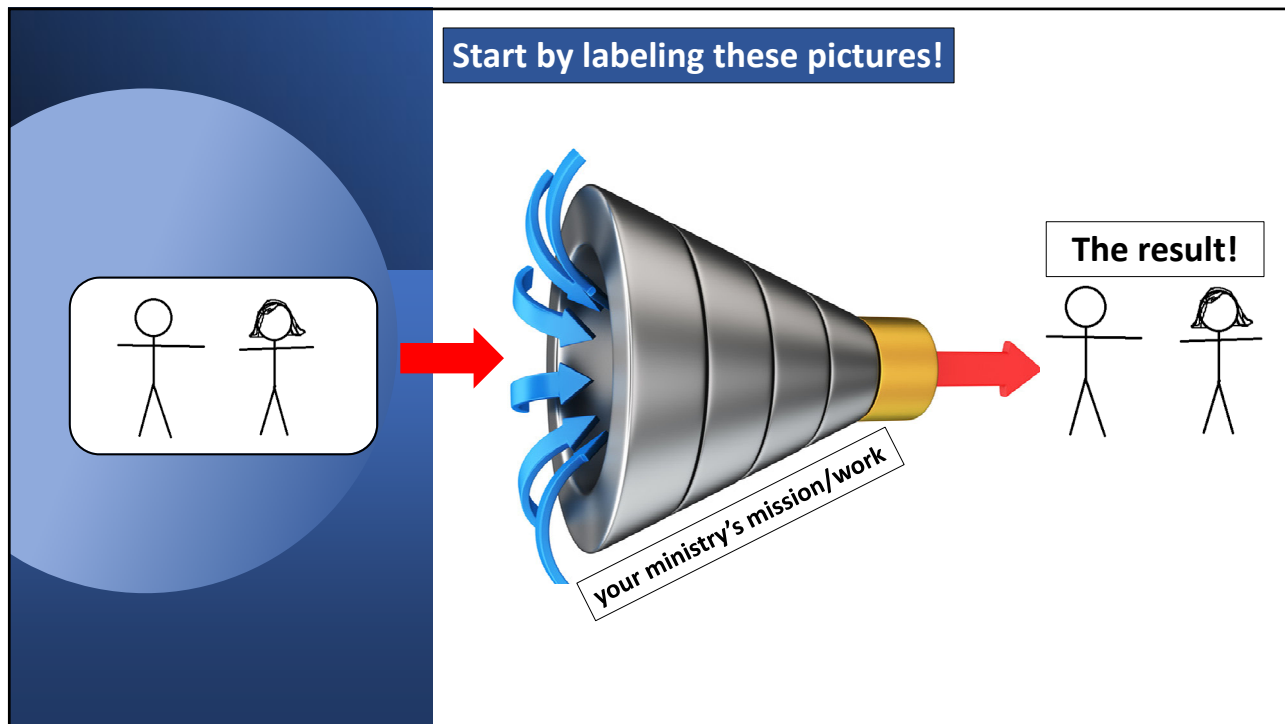 Start by labeling these pictures!
The result!
your ministry’s mission/work